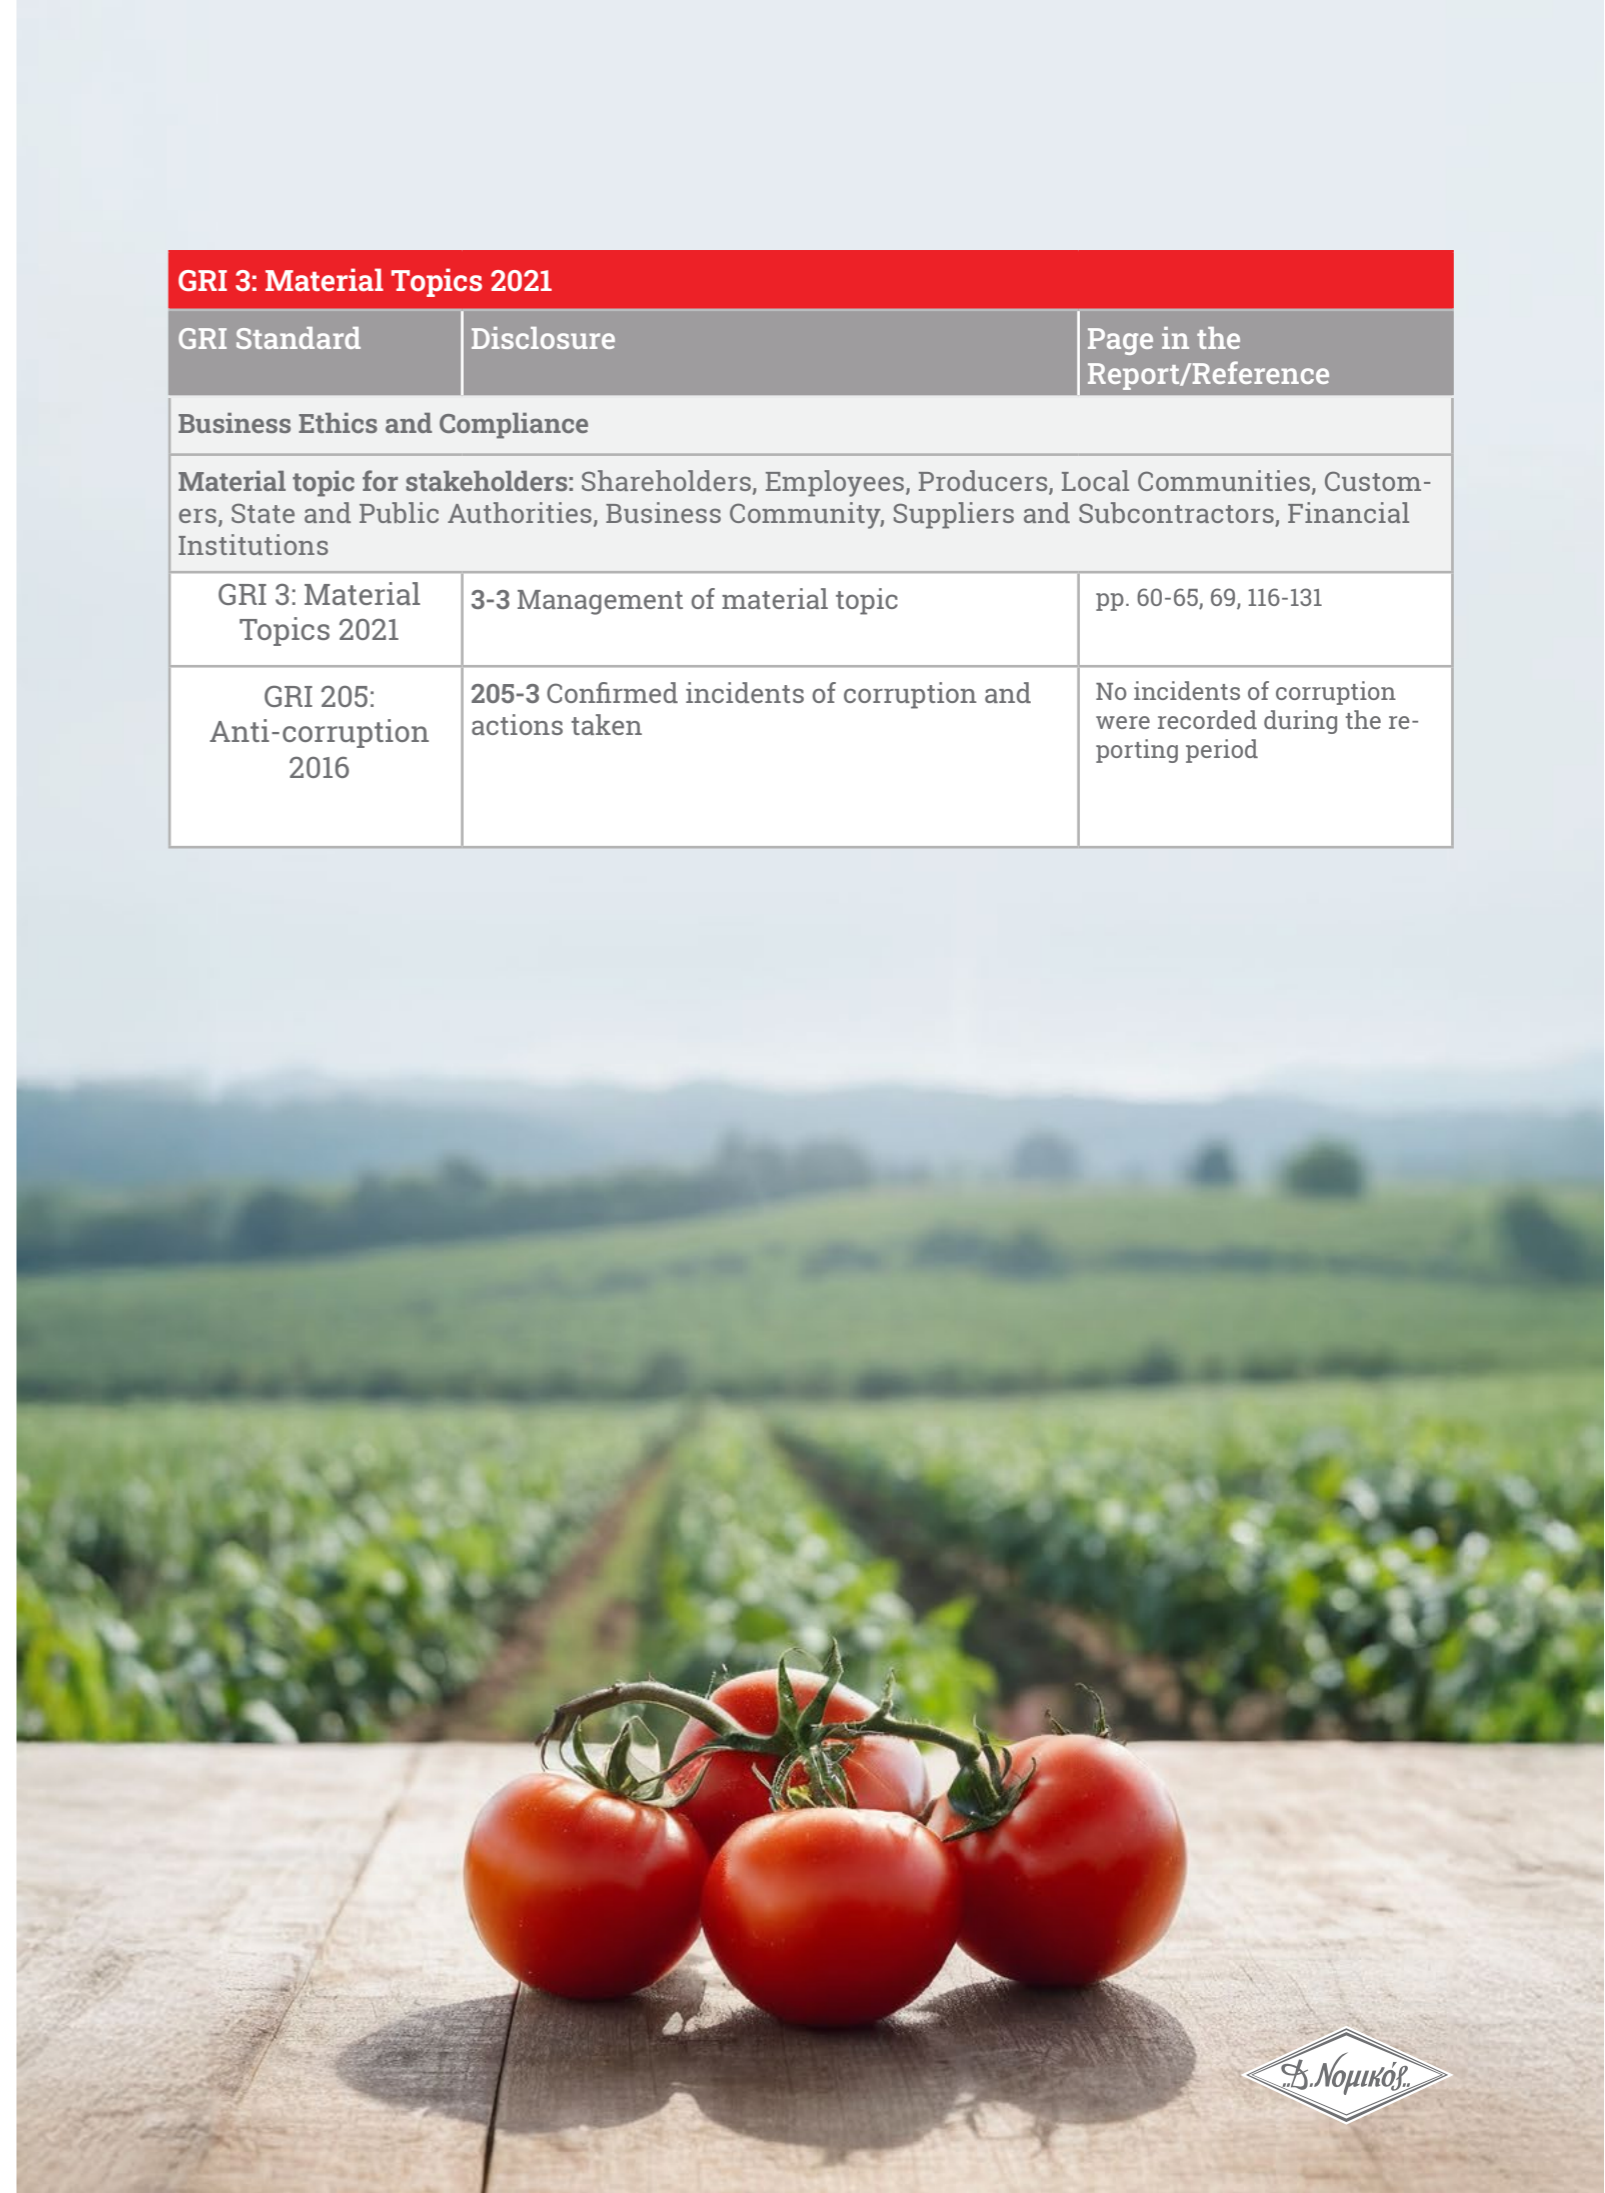 GRI 3: Material Topics 2021
GRI Standard
Disclosure
Page in the
Report/Reference
Business Ethics and Compliance
Material topic for stakeholders: Shareholders, Employees, Producers, Local Communities, Custom-
ers, State and Public Authorities, Business Community, Suppliers and Subcontractors, Financial
Institutions
GRI 3: Material
Topics 2021
3-3 Management of material topic
pp. 60-65, 69, 116-131
GRI 205:
Anti-corruption
2016
205-3 Confirmed incidents of corruption and
actions taken
No incidents of corruption
were recorded during the re-
porting period
Δ.Νομικός